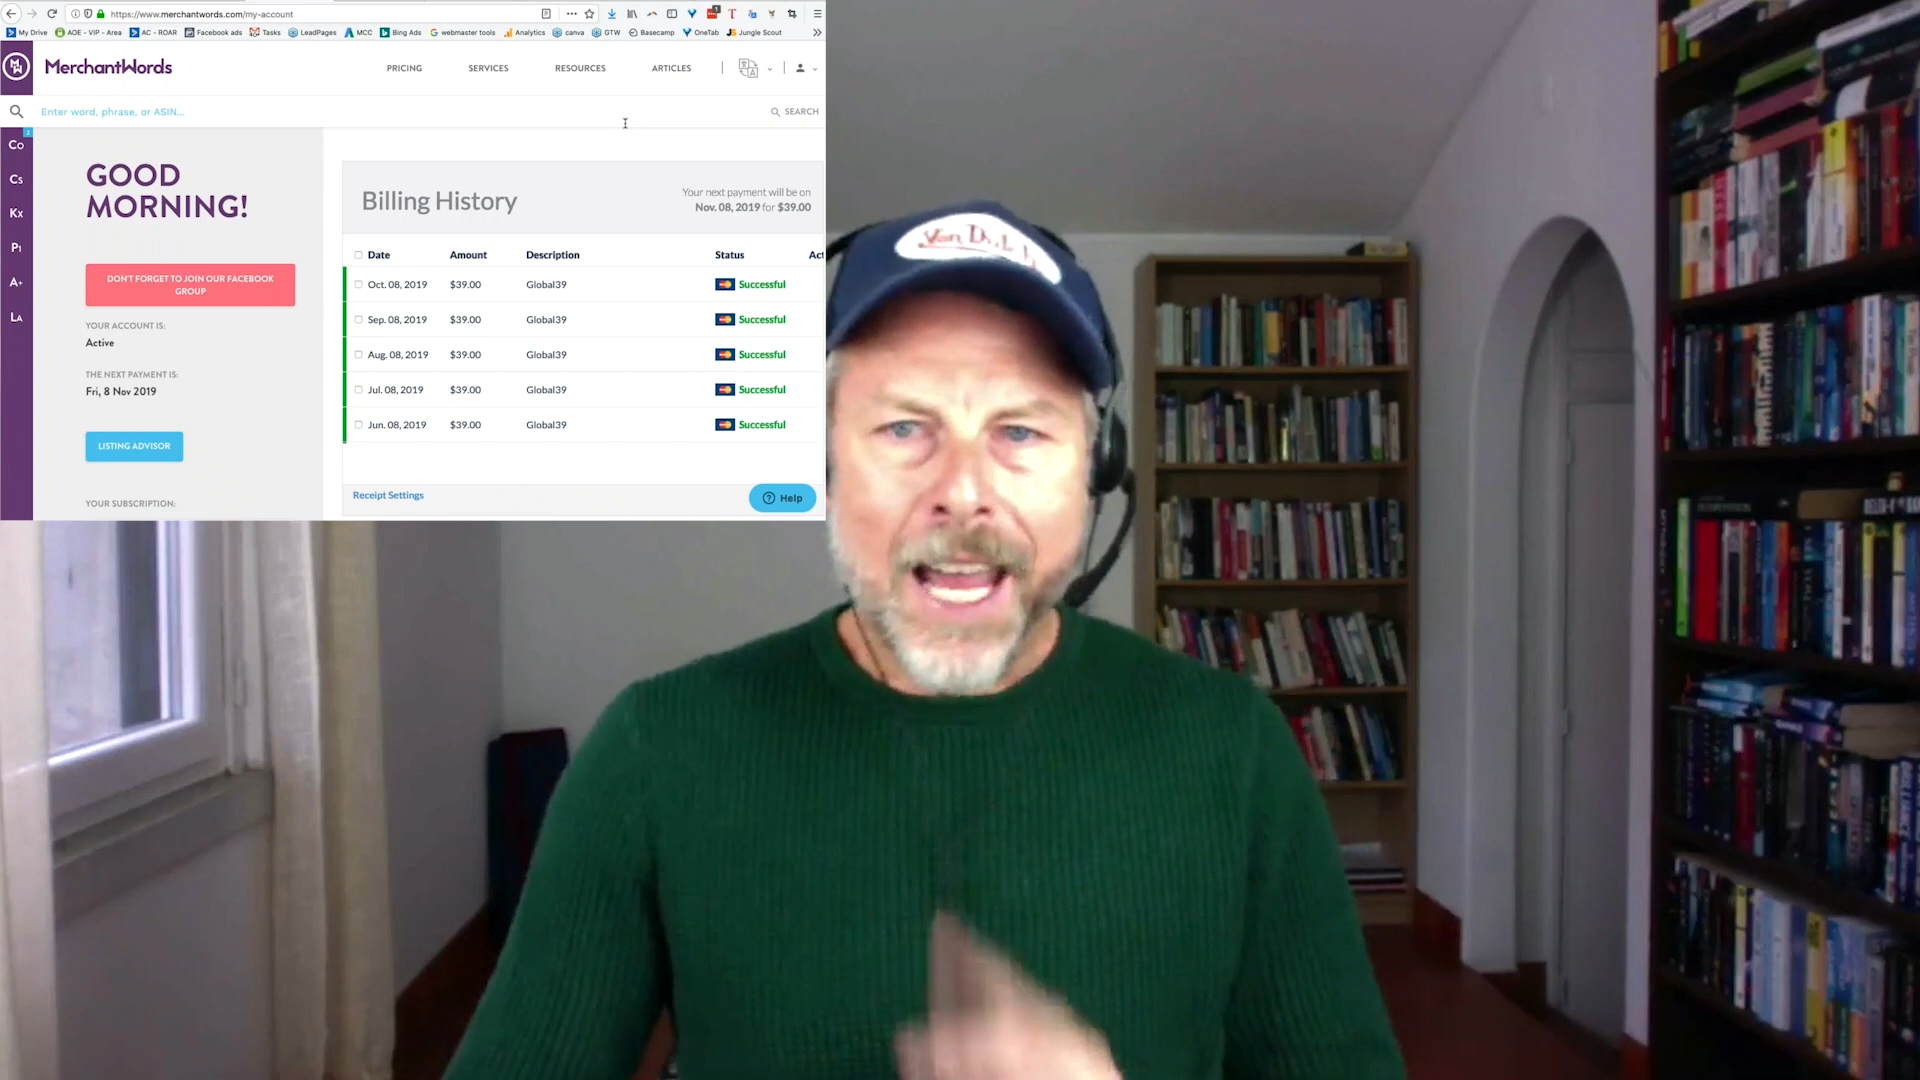 https://www.merchantwords.com/my-account
My Drive AOE - VIP - Area AC - ROAR Facebook ads Tasks LeadPages MCC Bing Ads webmaster tools Analytics canva GTW Basecamp OneTab Jungle Scout
MerchantWords PRICING SERVICES RESOURCES ARTICLES
Enter word, phrase, or ASIN... SEARCH
2
Co
Cs
Kx
P1
A+
LA
GOOD
MORNING!
DON'T FORGET TO JOIN OUR FACEBOOK
GROUP
YOUR ACCOUNT IS:
Active
THE NEXT PAYMENT IS:
Fri, 8 Nov 2019
LISTING ADVISOR
YOUR SUBSCRIPTION:
Billing History
Your next payment will be on
Nov. 08, 2019 for $39.00
Date Amount Description Status Act
Oct. 08, 2019 $39.00 Global39 Successful
Sep. 08, 2019 $39.00 Global39 Successful
Aug. 08, 2019 $39.00 Global39 Successful
Jul. 08, 2019 $39.00 Global39 Successful
Jun. 08, 2019 $39.00 Global39 Successful
Receipt Settings
Help
Von Dutch